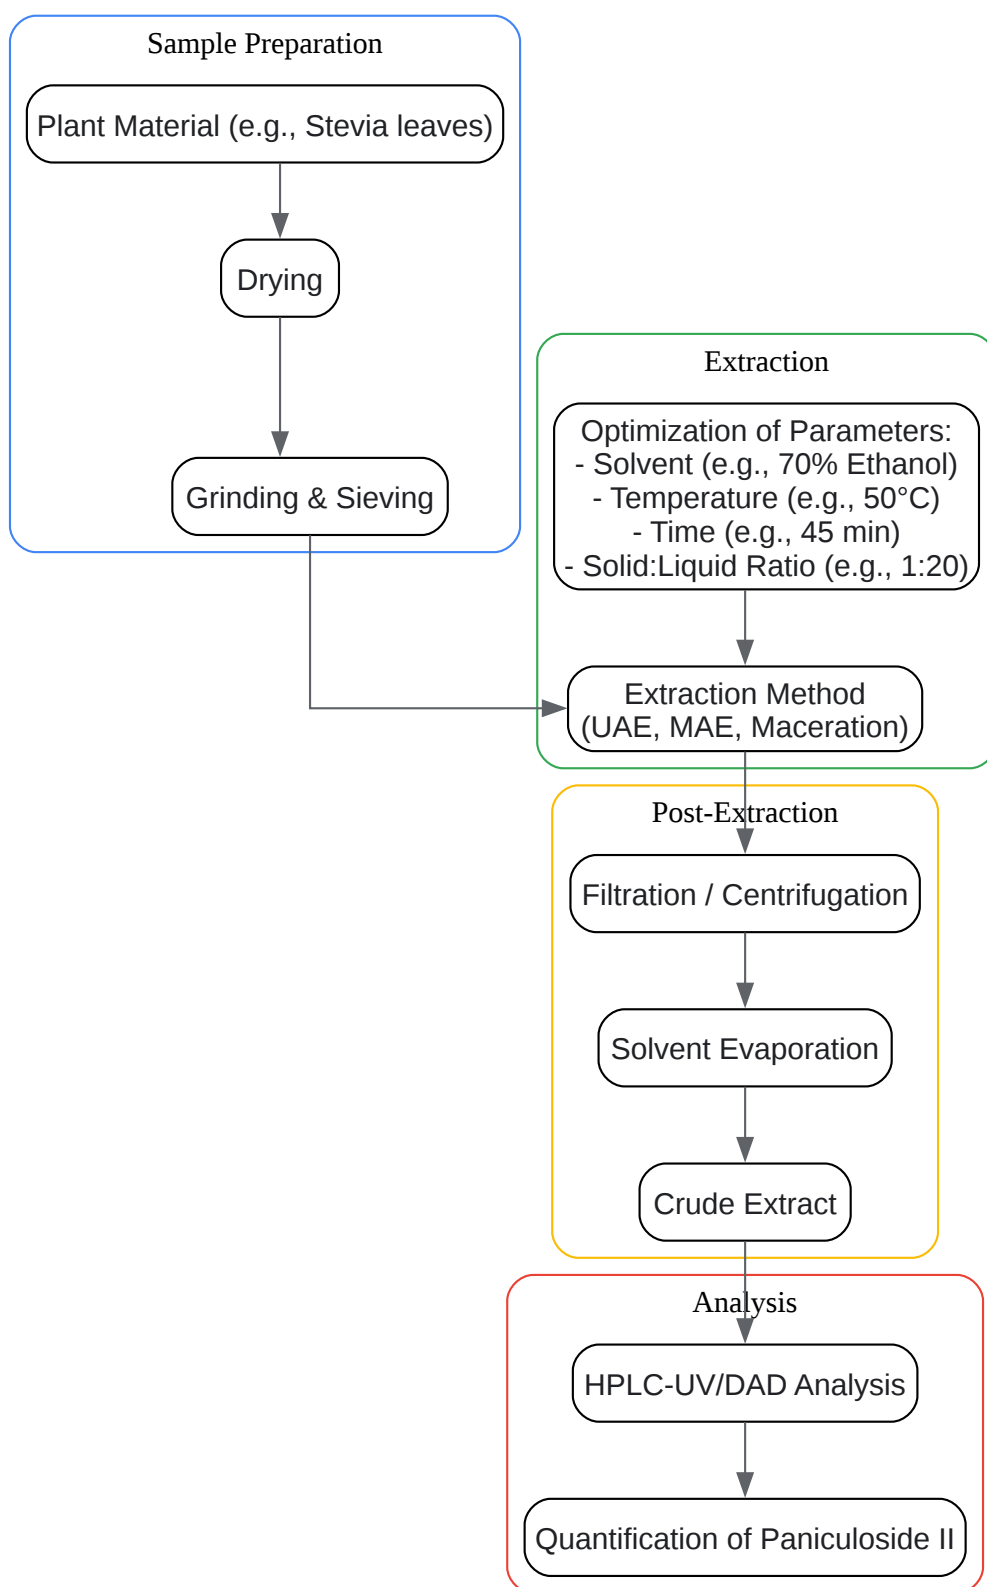 Sample Preparation
Plant Material (e.g., Stevia leaves)
Drying
Grinding & Sieving
Extraction
Optimization of Parameters:
- Solvent (e.g., 70% Ethanol)
- Temperature (e.g., 50°C)
- Time (e.g., 45 min)
- Solid:Liquid Ratio (e.g., 1:20)
Extraction Method
(UAE, MAE, Maceration)
Post-Extraction
Filtration / Centrifugation
Solvent Evaporation
Crude Extract
Analysis
HPLC-UV/DAD Analysis
Quantification of Paniculoside II